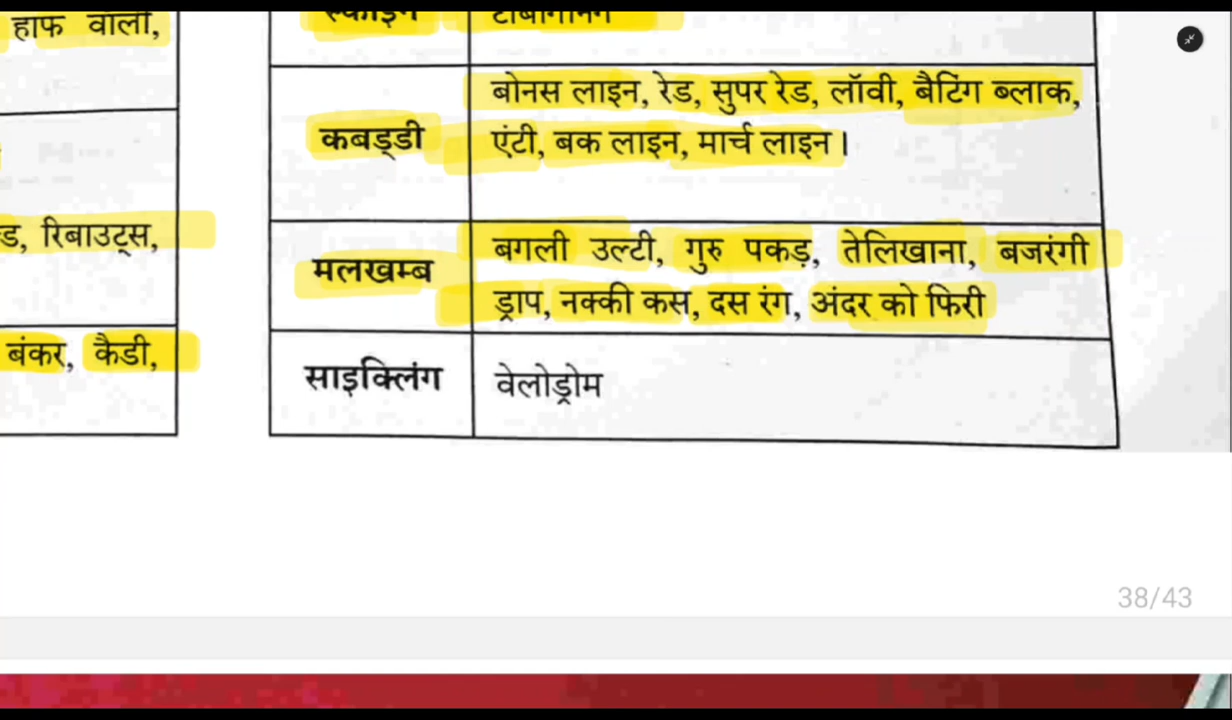 हाफ वॉली,
रिबाउट्स,
बंकर, कैडी,
स्काइंग
टोबोगानिंग
कबड्डी
बोनस लाइन, रेड, सुपर रेड, लॉवी, बैटिंग ब्लाक,
एंटी, बक लाइन, मार्च लाइन।
मलखम्ब
बगली उल्टी, गुरु पकड़, तेलिखाना, बजरंगी
ड्राप, नक्की कस, दस रंग, अंदर को फिरी
साइक्लिंग
वेलोड्रोम
38/43